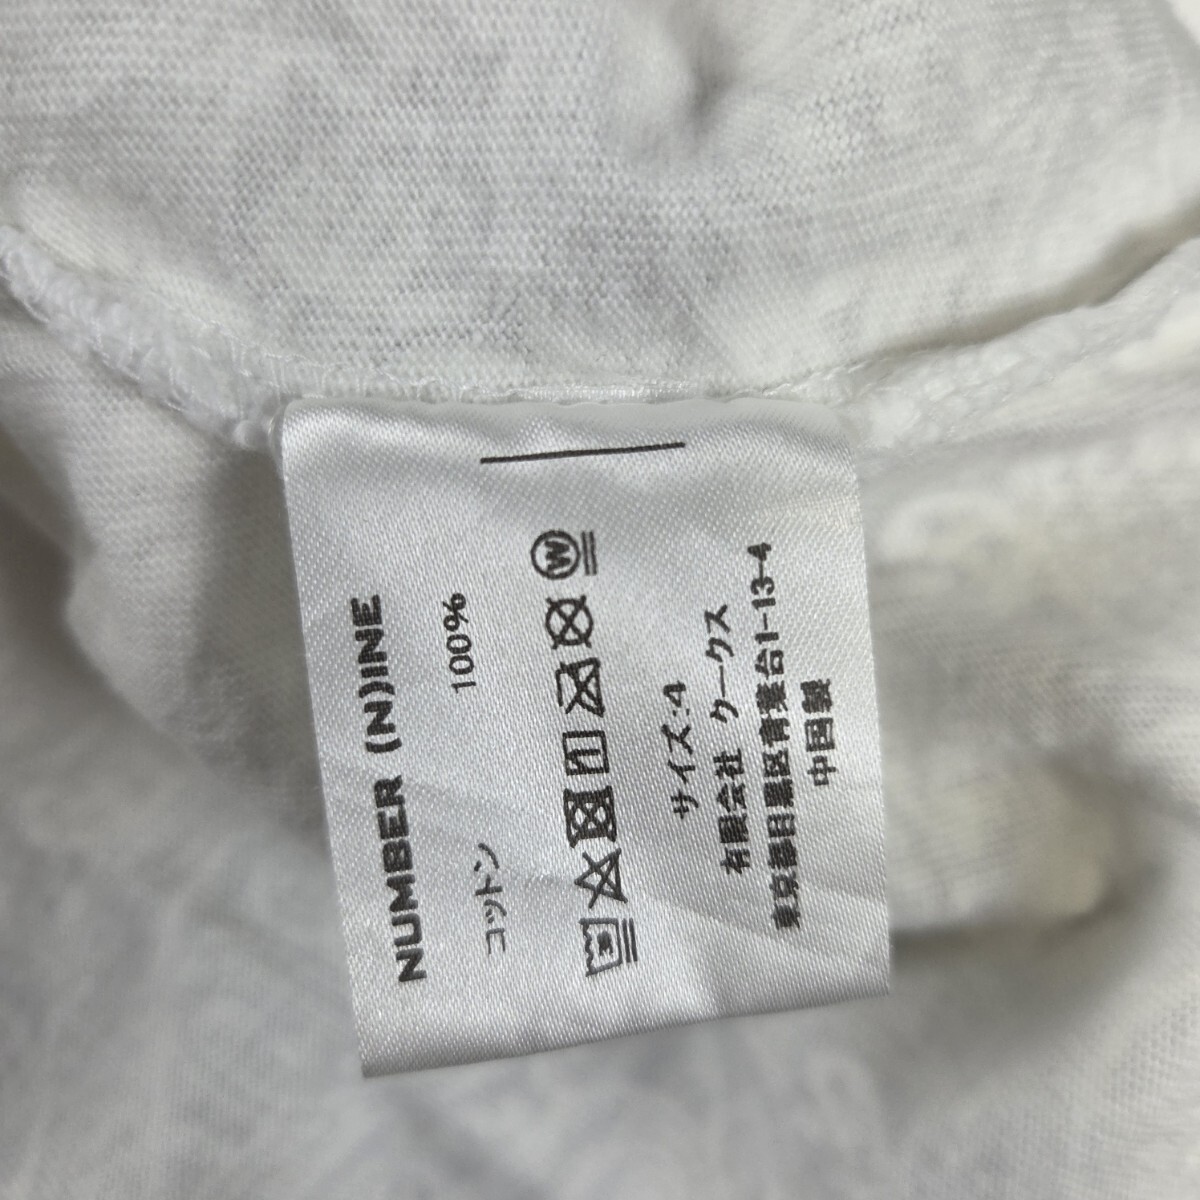 NUMBER (N)INE
コットン 100%
W
サイズ:4
有限会社 クークス
東京都目黒区青葉台1-13-4
中国製